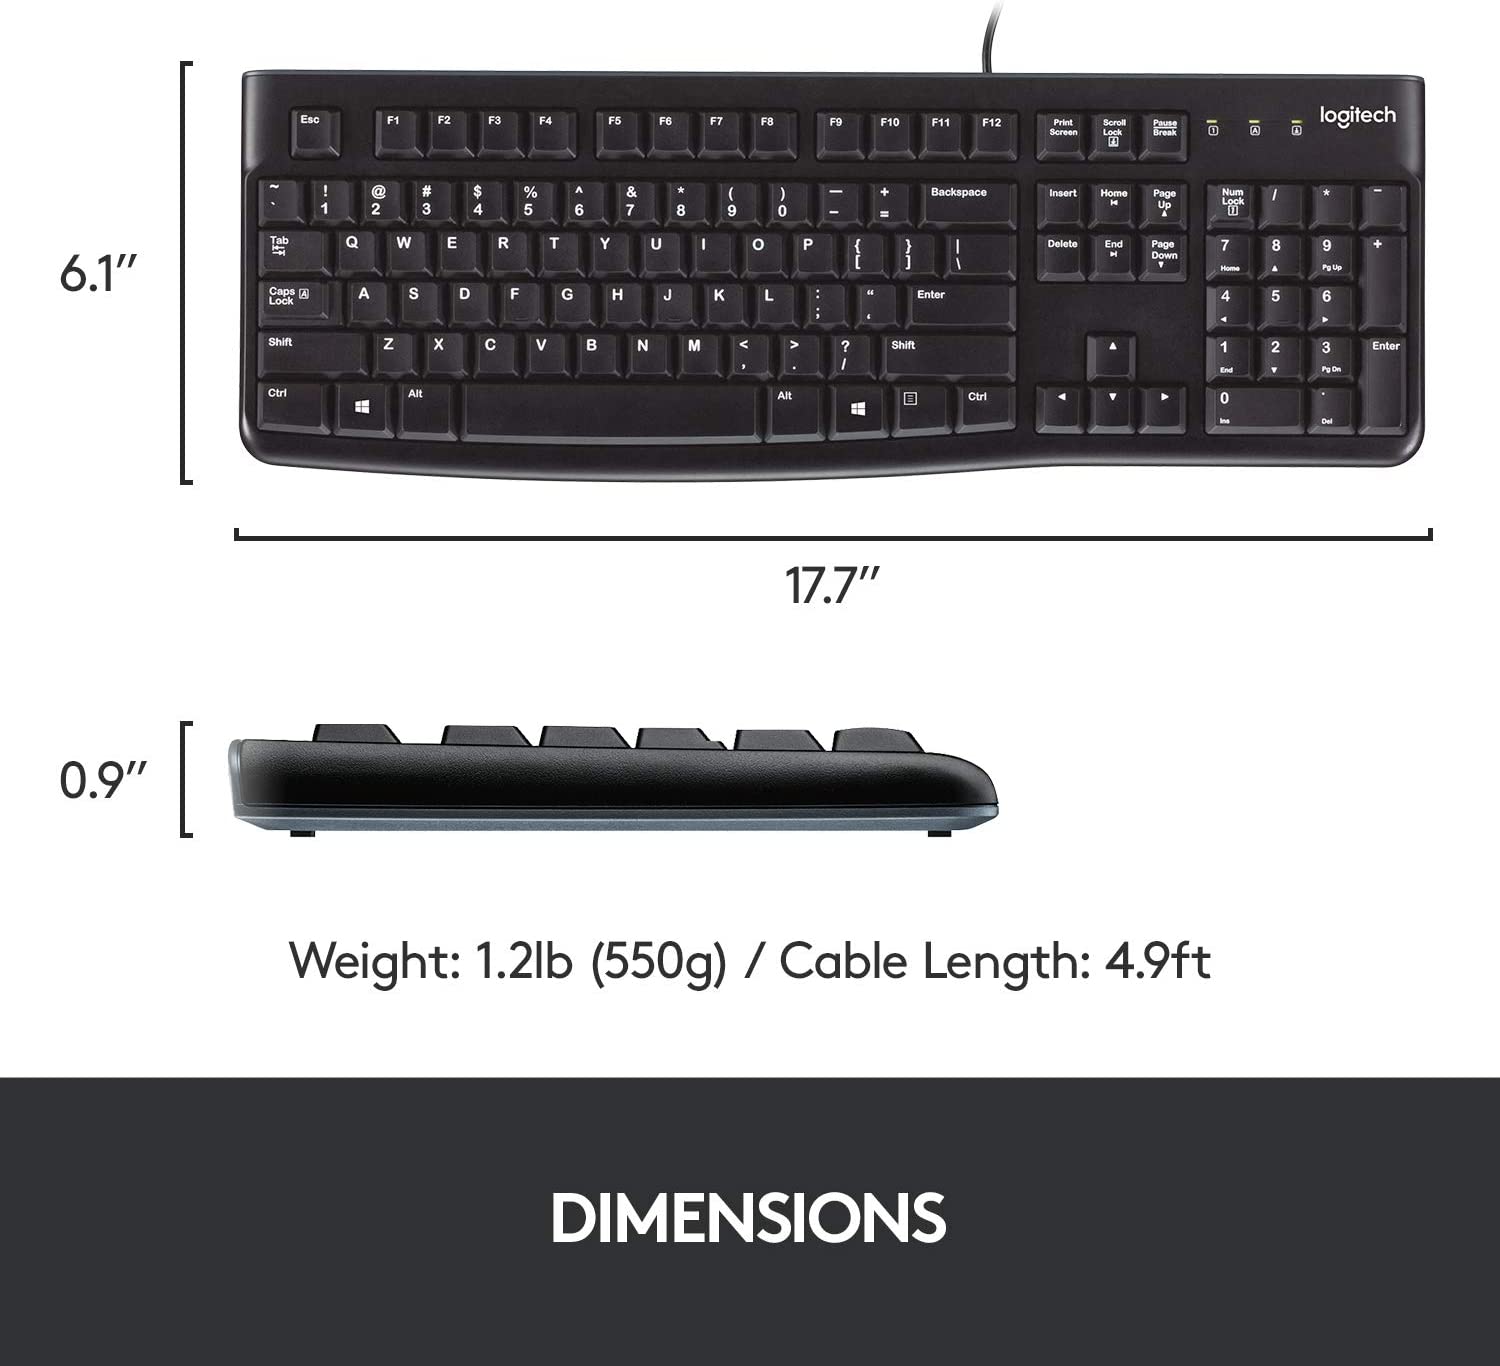 logitech
Esc F1 F2 F3 F4 F5 F6 F7 F8 F9 F10 F11 F12 Print Screen Scroll Lock Pause Break 1 A
~ ` ! 1 @ 2 # 3 $ 4 % 5 ^ 6 & 7 * 8 ( 9 ) 0 — - + = Backspace Insert Home Page Up Num Lock / * −
Tab Q W E R T Y U I O P { [ } ] | \ Delete End Page Down 7 Home 8 9 Pg Up +
Caps Lock A A S D F G H J K L : ; “ ‘ Enter 4 5 6
Shift Z X C V B N M < , > . ? / Shift 1 End 2 3 Pg Dn Enter
Ctrl Alt Alt Ctrl 0 Ins . Del
6.1″
17.7″
0.9″
Weight: 1.2lb (550g) / Cable Length: 4.9ft
DIMENSIONS